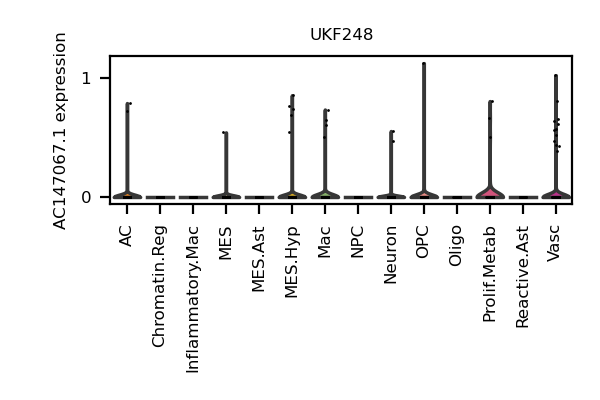 UKF248
AC147067.1 expression
1
0
AC
Chromatin.Reg
Inflammatory.Mac
MES
MES.Ast
MES.Hyp
Mac
NPC
Neuron
OPC
Oligo
Prolif.Metab
Reactive.Ast
Vasc